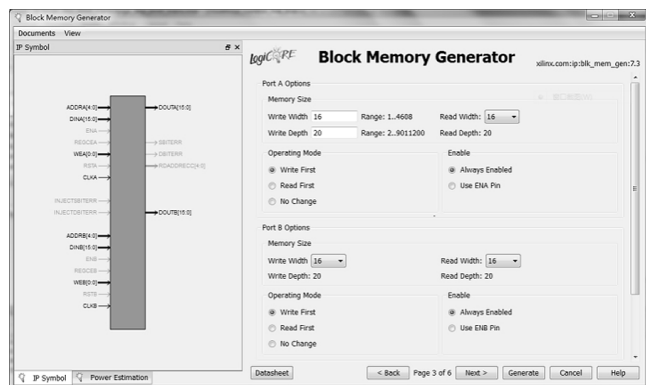 Block Memory Generator
Documents View
IP Symbol
ADDRA[4:0]
DOUTA[15:0]
DINA[15:0]
ENA
REGCEA
SBITERR
WEA[0:0]
DBITERR
RSTA
RDADDRECC[4:0]
CLKA
INJECTSBITERR
INJECTDBITERR
DOUTB[15:0]
ADDRB[4:0]
DINB[15:0]
ENB
REGCEB
WEB[0:0]
RSTB
CLKB
IP Symbol Power Estimation
logiCORE
Block Memory Generator
xilinx.com:ip:blk_mem_gen:7.3
Port A Options
Memory Size
Write Width 16 Range: 1..4608 Read Width: 16
Write Depth 20 Range: 2..9011200 Read Depth: 20
Operating Mode Enable
Write First Always Enabled
Read First Use ENA Pin
No Change
Port B Options
Memory Size
Write Width 16 Read Width: 16
Write Depth: 20 Read Depth: 20
Operating Mode Enable
Write First Always Enabled
Read First Use ENB Pin
No Change
Datasheet < Back Page 3 of 6 Next > Generate Cancel Help